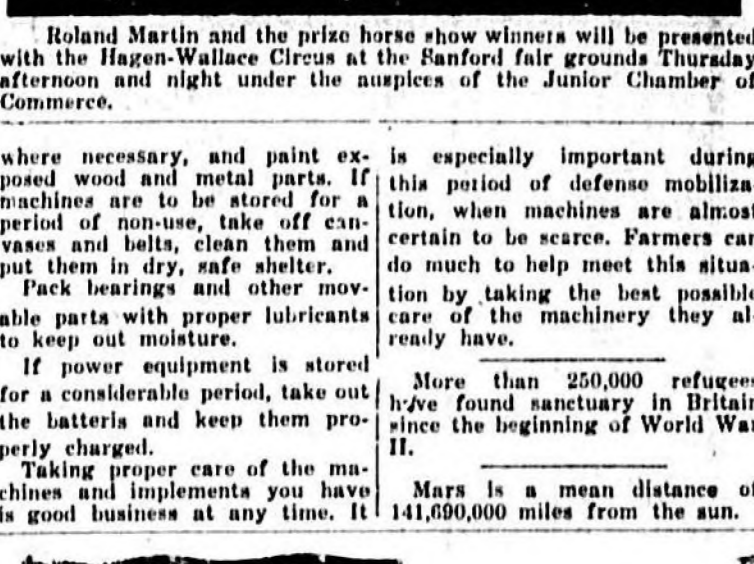 Roland Martin and the prize horse show winners will be presented
with the Hagen-Wallace Circus at the Sanford fair grounds Thursday
afternoon and night under the auspices of the Junior Chamber of
Commerce.
where necessary, and paint ex-
posed wood and metal parts. If
machines are to be stored for a
period of non-use, take off can-
vases and belts, clean them and
put them in dry, safe shelter.
Pack bearings and other mov-
able parts with proper lubricants
to keep out moisture.
If power equipment is stored
for a considerable period, take out
the batteris and keep them pro-
perly charged.
Taking proper care of the ma-
chines and implements you have
is good business at any time. It
is especially important during
this period of defense mobiliza-
tion, when machines are almost
certain to be scarce. Farmers can
do much to help meet this situa-
tion by taking the best possible
care of the machinery they al-
ready have.
More than 250,000 refugees
have found sanctuary in Britain
since the beginning of World War
II.
Mars is a mean distance of
141,690,000 miles from the sun.